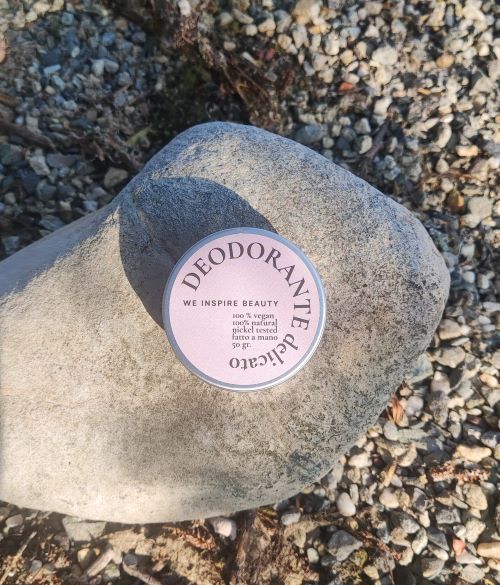 DEODORANTE delicato
WE INSPIRE BEAUTY
100 % vegan
100% natural
nickel tested
fatto a mano
50 gr.